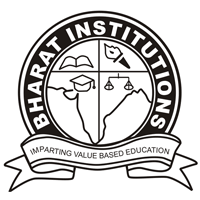 BHARAT INSTITUTIONS
IMPARTING VALUE BASED EDUCATION